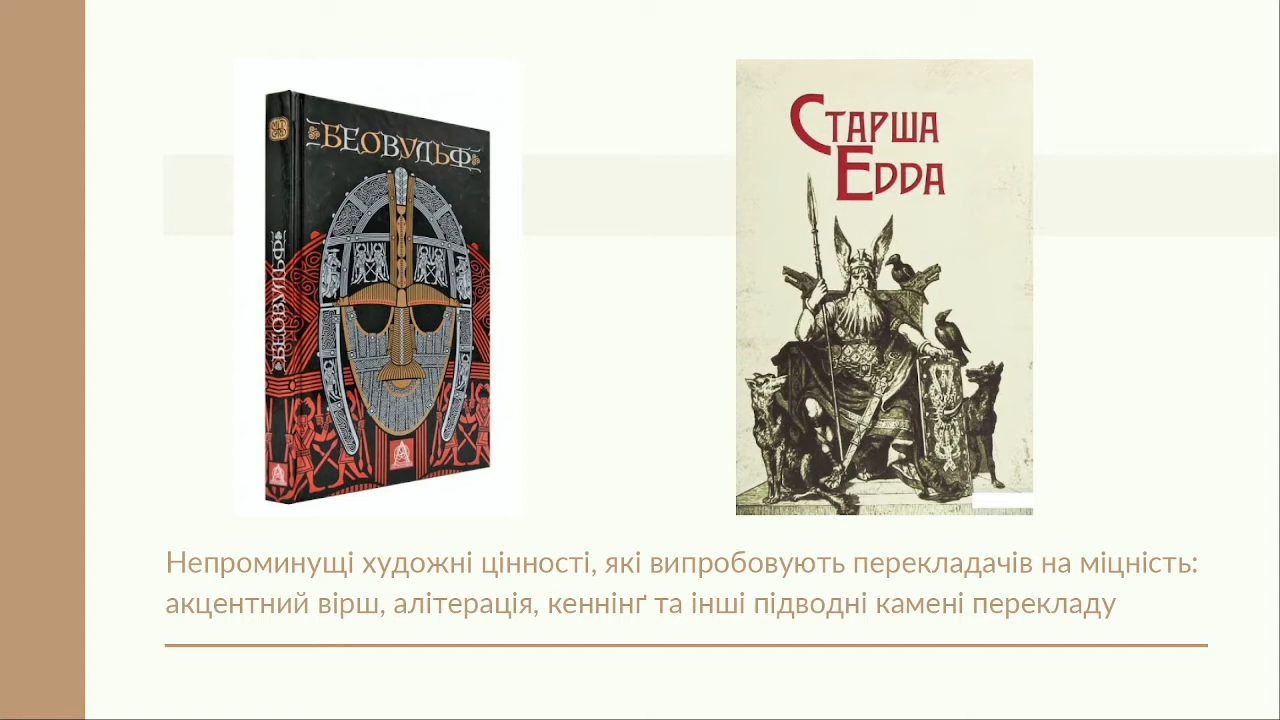 БЕОВУЛЬФ
БЕОВУЛЬФ
СТАРША
ЕДДА
Непроминущі художні цінності, які випробовують перекладачів на міцність:
акцентний вірш, алітерація, кеннінґ та інші підводні камені перекладу